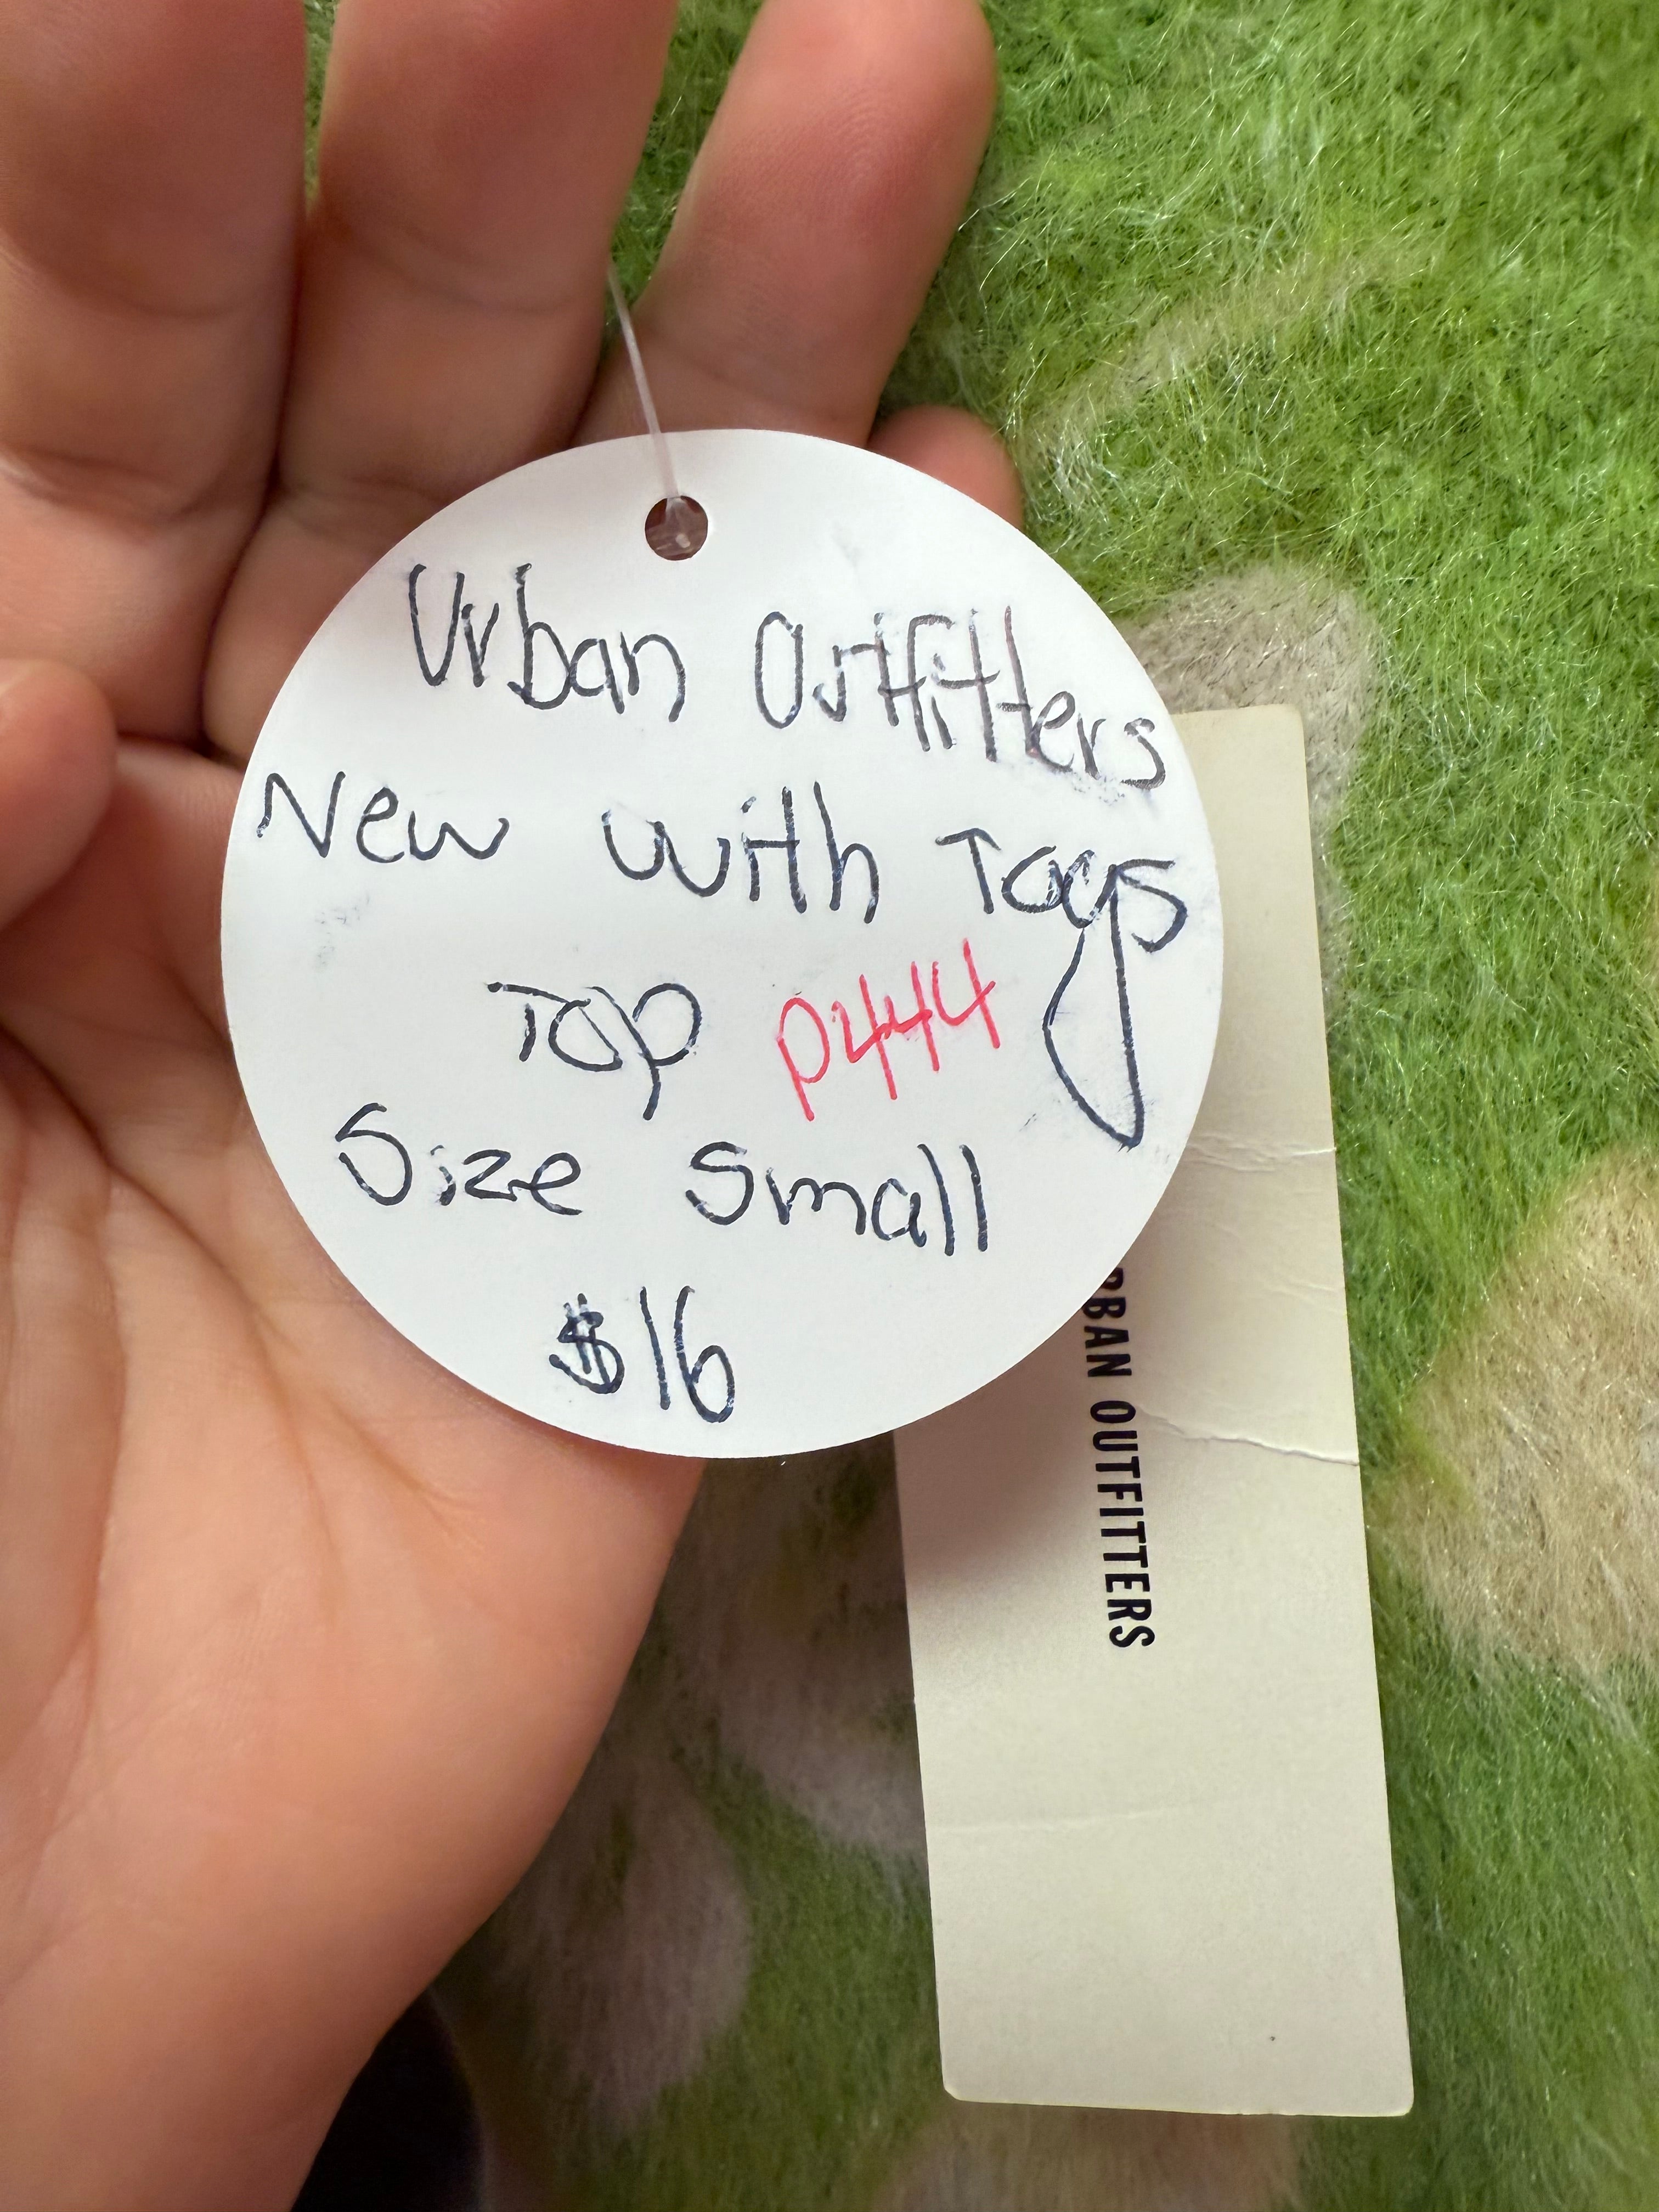 Urban Outfitters
New with Tags
Top P444
Size Small
$16
RBAN OUTFITTERS